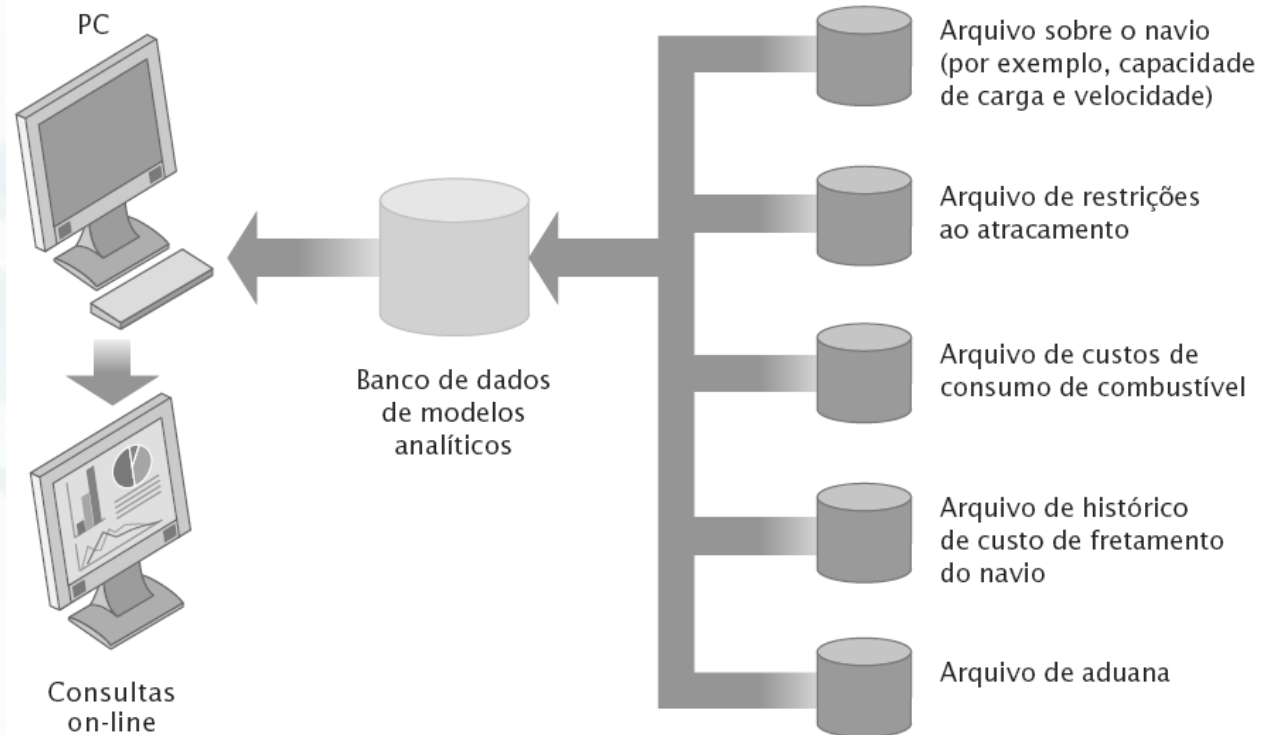 PC
Arquivo sobre o navio
(por exemplo, capacidade
de carga e velocidade)
Arquivo de restrições
ao atracamento
Banco de dados
de modelos
analíticos
Arquivo de custos de
consumo de combustível
Arquivo de histórico
de custo de fretamento
do navio
Arquivo de aduana
Consultas
on-line